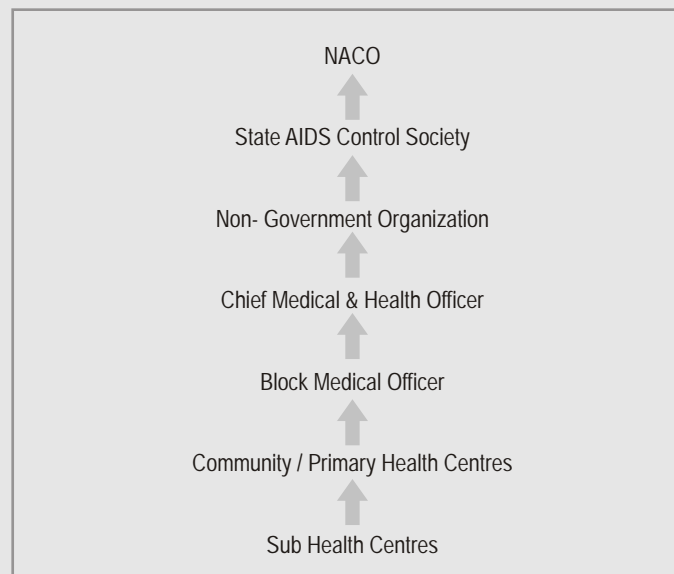 NACO
State AIDS Control Society
Non- Government Organization
Chief Medical & Health Officer
Block Medical Officer
Community / Primary Health Centres
Sub Health Centres